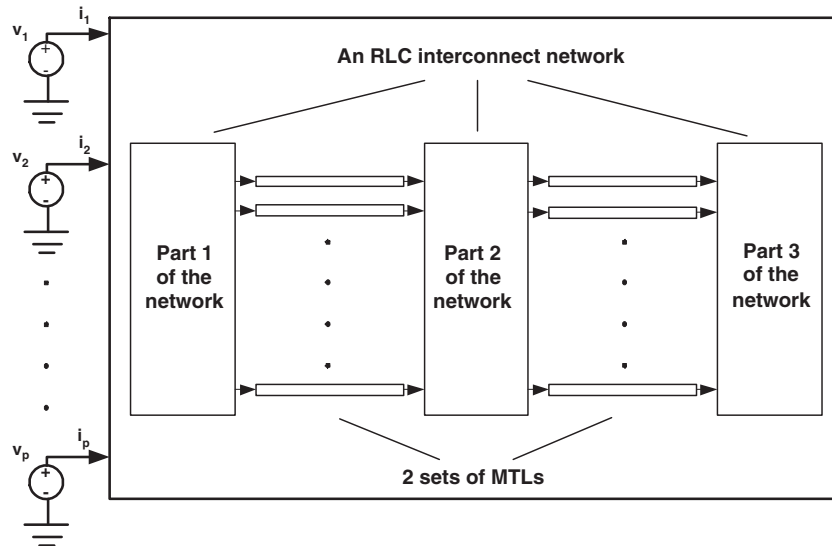 i1
v1
+
-
An RLC interconnect network
i2
v2
+
-
Part 1
of the
network
Part 2
of the
network
Part 3
of the
network
ip
vp
+
-
2 sets of MTLs